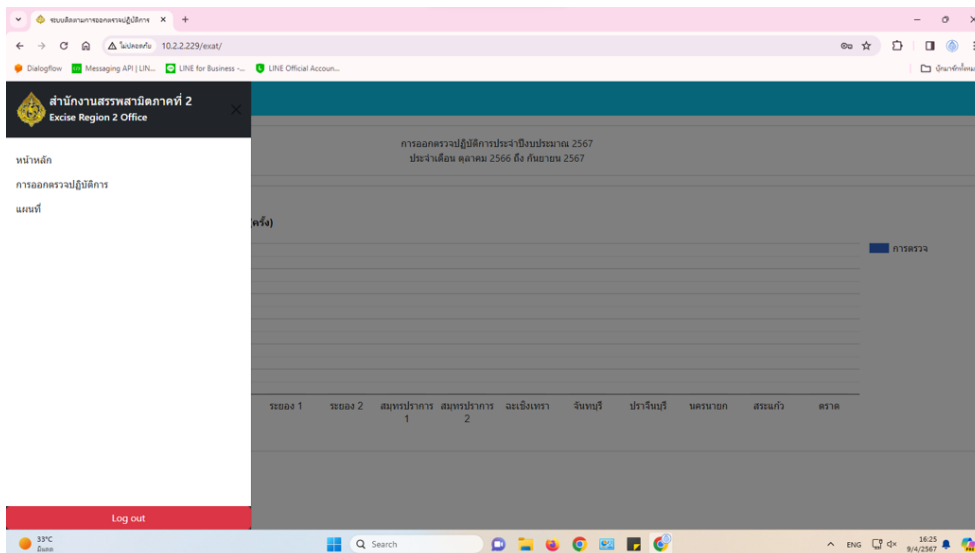 ระบบติดตามการออกตรวจปฏิบัติการ
ไม่ปลอดภัย 10.2.2.229/exat/
Dialogflow Messaging API | LIN... LINE for Business -... LINE Official Accoun...
สำนักงานสรรพสามิตภาคที่ 2
Excise Region 2 Office
หน้าหลัก
การออกตรวจปฏิบัติการ
แผนที่
Log out
การออกตรวจปฏิบัติการประจำปีงบประมาณ 2567
ประจำเดือน ตุลาคม 2566 ถึง กันยายน 2567
(ครั้ง)
การตรวจ
ระยอง 1 ระยอง 2 สมุทรปราการ 1 สมุทรปราการ 2 ฉะเชิงเทรา จันทบุรี ปราจีนบุรี นครนายก สระแก้ว ตราด
33°C
มีแดด
Search
ENG
16:25
9/4/2567